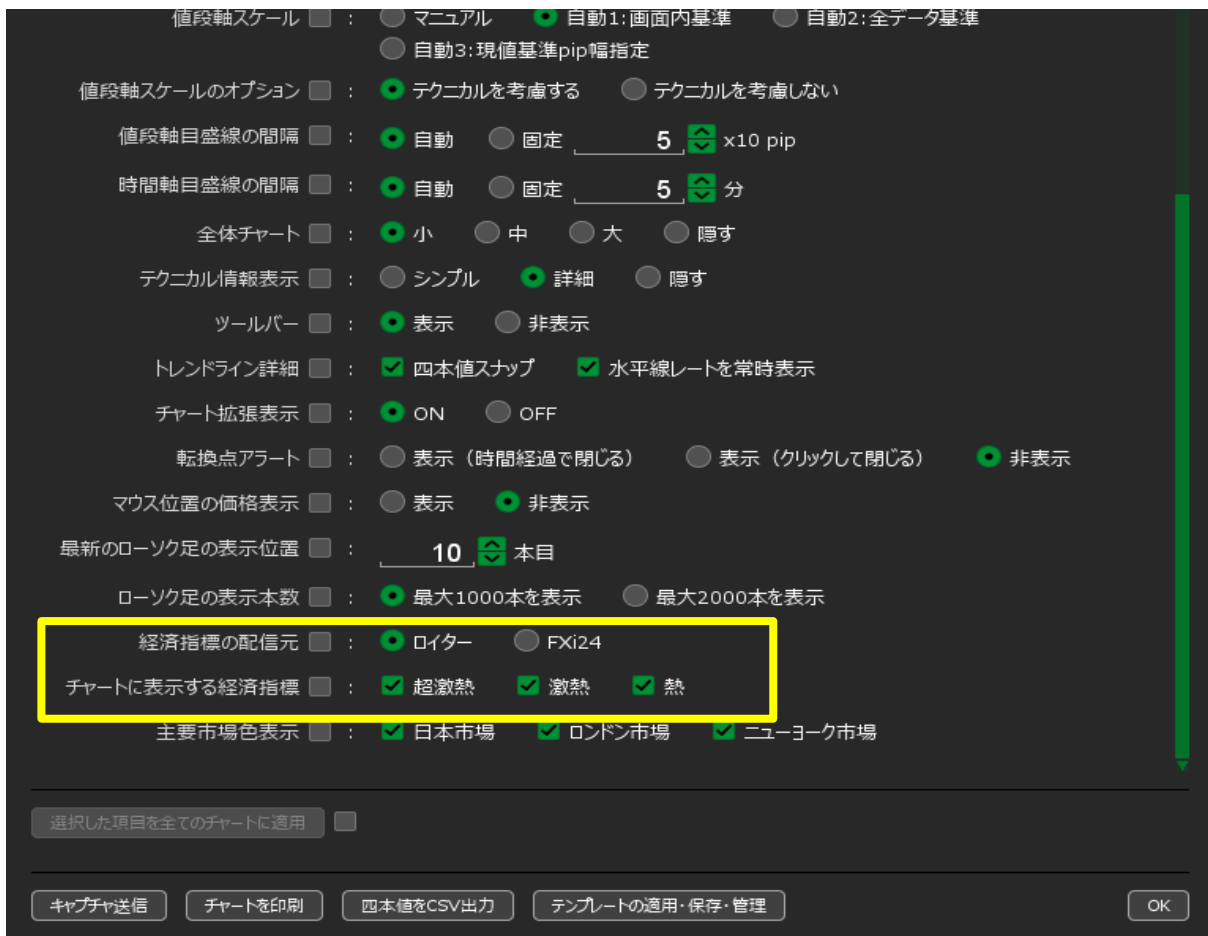 値段軸スケール : マニュアル 自動1:画面内基準 自動2:全データ基準
自動3:現値基準pip幅指定
値段軸スケールのオプション : テクニカルを考慮する テクニカルを考慮しない
値段軸目盛線の間隔 : 自動 固定 5 x10 pip
時間軸目盛線の間隔 : 自動 固定 5 分
全体チャート : 小 中 大 隠す
テクニカル情報表示 : シンプル 詳細 隠す
ツールバー : 表示 非表示
トレンドライン詳細 : 四本値スナップ 水平線レートを常時表示
チャート拡張表示 : ON OFF
転換点アラート : 表示（時間経過で閉じる） 表示（クリックして閉じる） 非表示
マウス位置の価格表示 : 表示 非表示
最新のローソク足の表示位置 : 10 本目
ローソク足の表示本数 : 最大1000本を表示 最大2000本を表示
経済指標の配信元 : ロイター FXi24
チャートに表示する経済指標 : 超激熱 激熱 熱
主要市場色表示 : 日本市場 ロンドン市場 ニューヨーク市場
選択した項目を全てのチャートに適用
キャプチャ送信 チャートを印刷 四本値をCSV出力 テンプレートの適用･保存･管理 OK